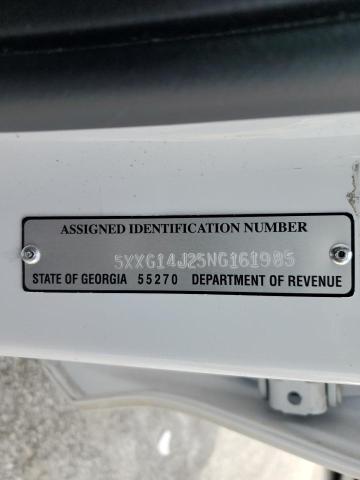 ASSIGNED IDENTIFICATION NUMBER
5XXG14J25NG161985
STATE OF GEORGIA 55270 DEPARTMENT OF REVENUE